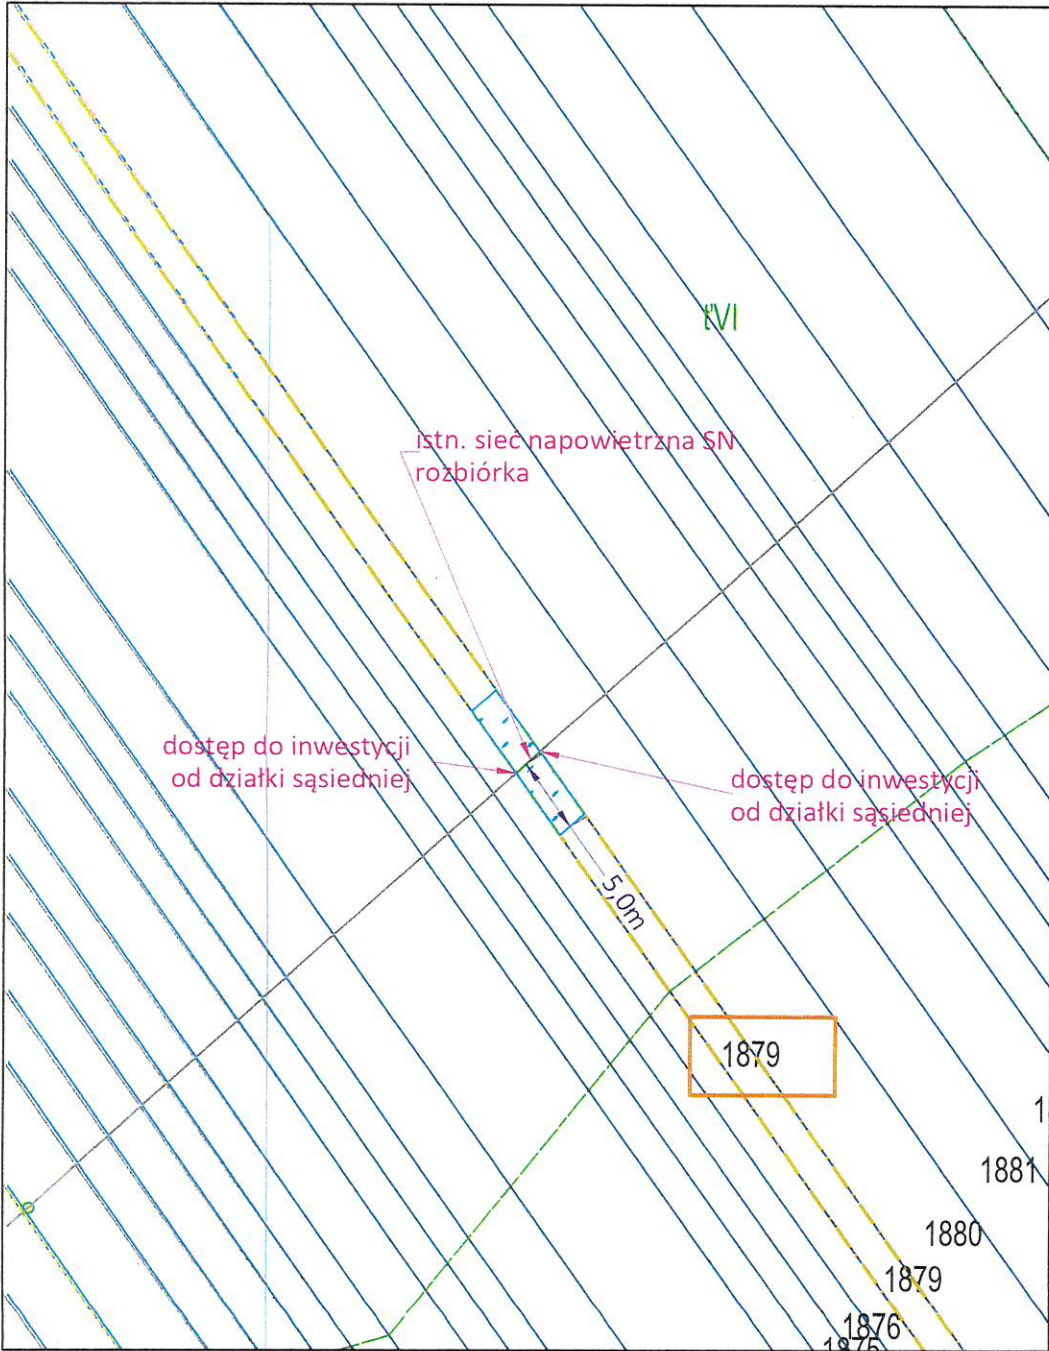 ŁVI
istn. sieć napowietrzna SN
rozbiórka
dostęp do inwestycji
od działki sąsiedniej
dostęp do inwestycji
od działki sąsiedniej
5,0m
1879
1881
1880
1879
1876
1875